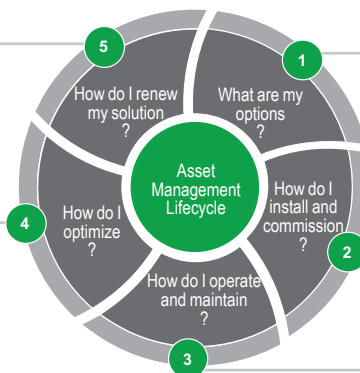 Asset
Management
Lifecycle
1
What are my
options
?
2
How do I
install and
commission
?
3
How do I operate
and maintain
?
4
How do I
optimize
?
5
How do I renew
my solution
?